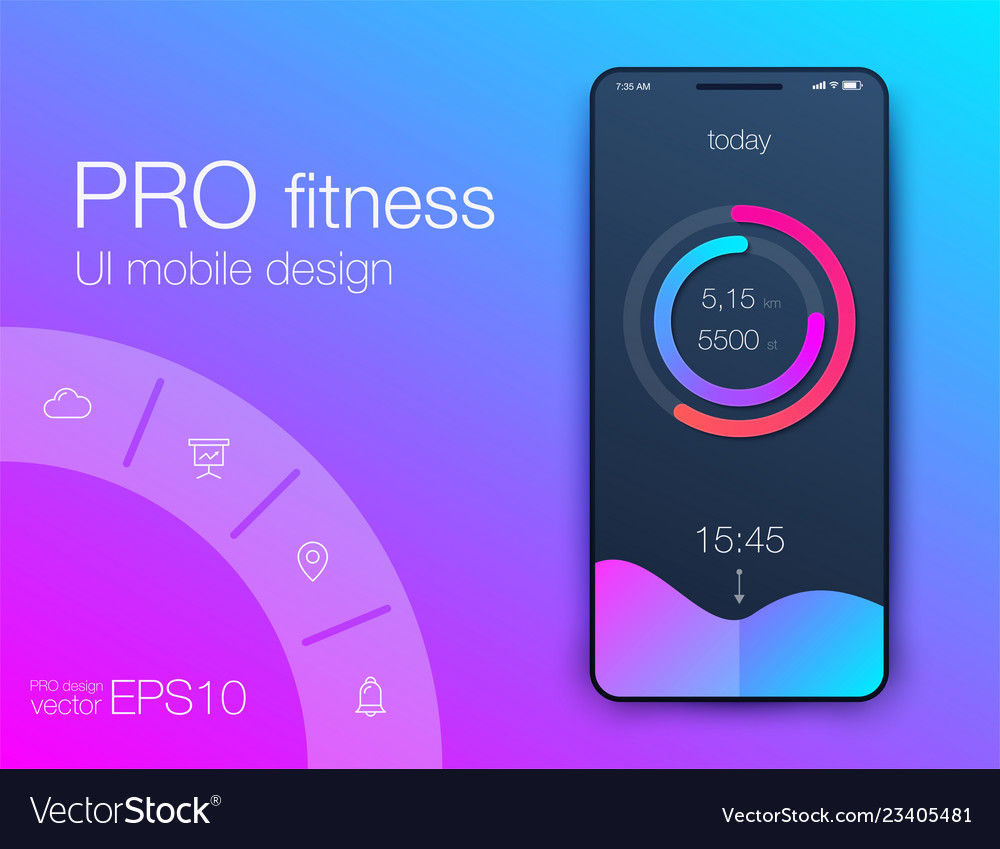 PRO fitness
UI mobile design
PRO design
vector EPS10
7:35 AM
today
5,15 km
5500 st
15:45
VectorStock®
VectorStock.com/23405481